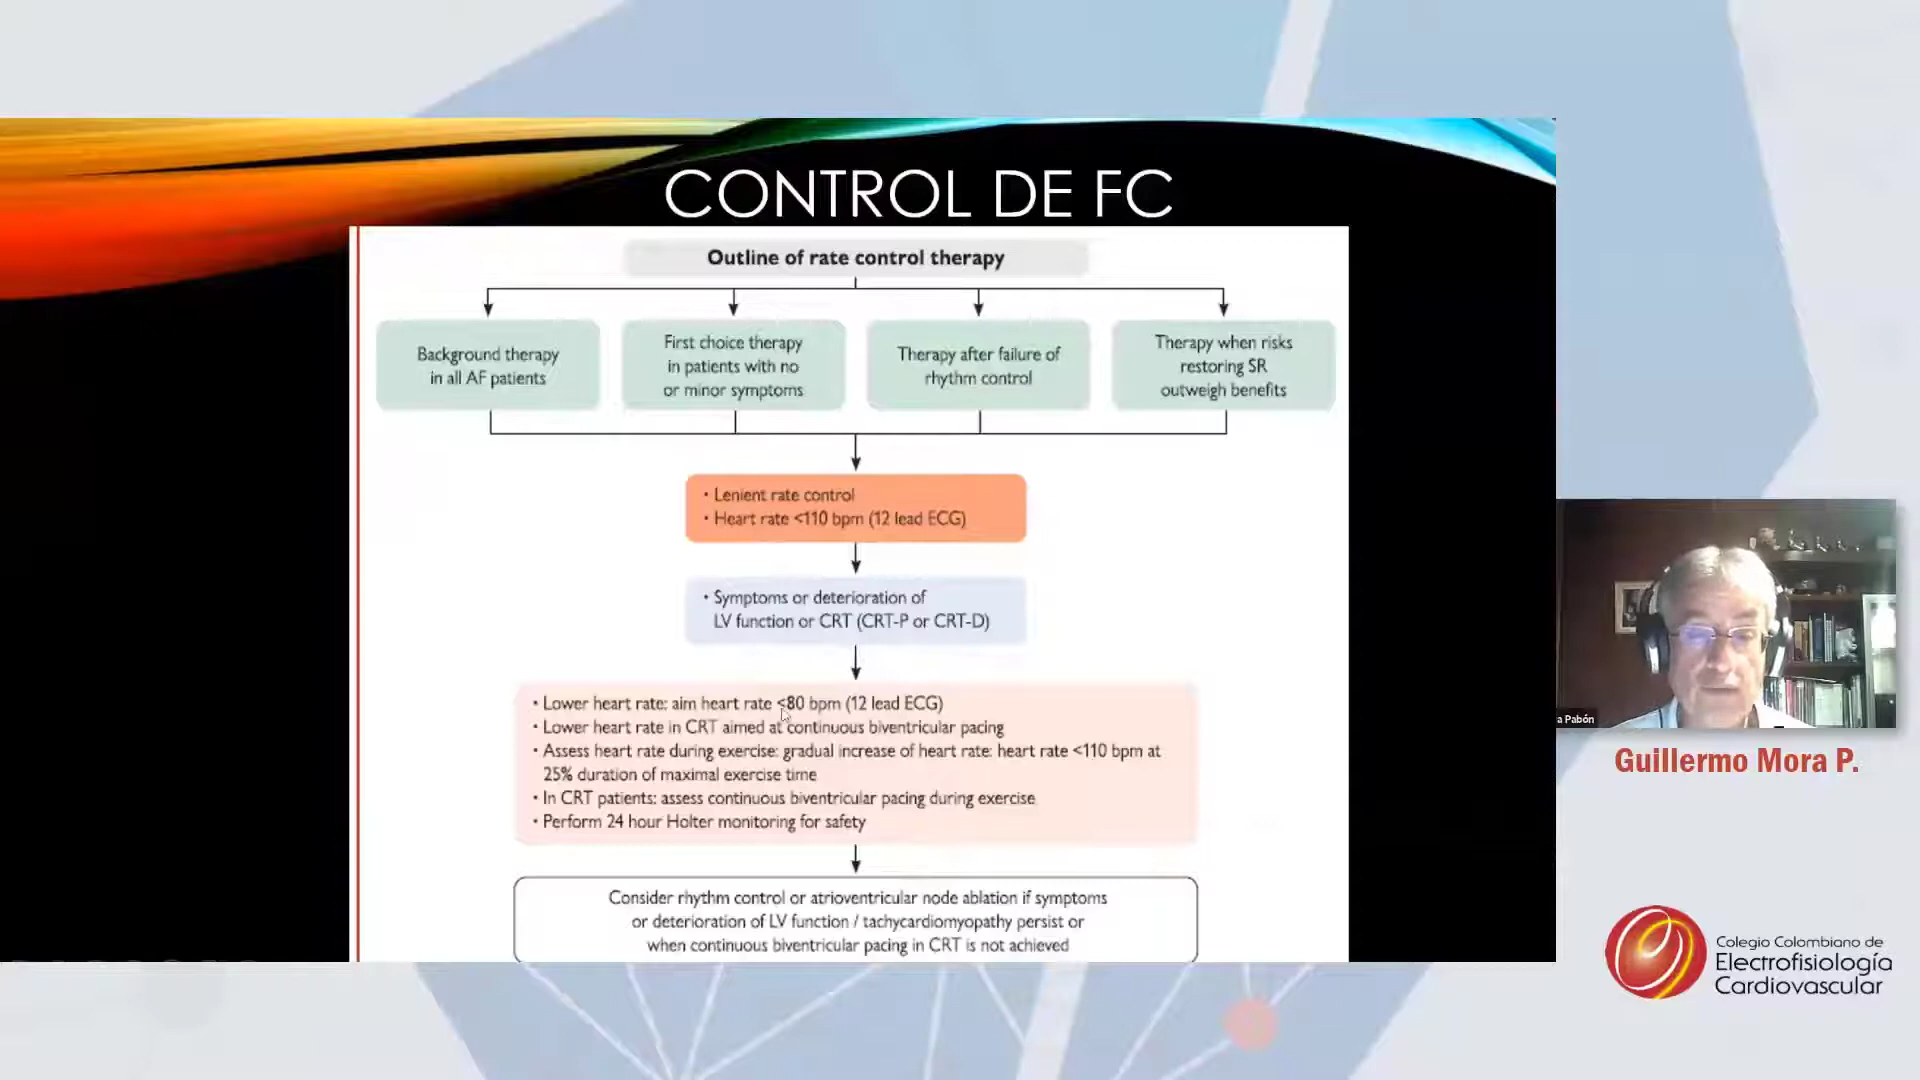 CONTROL DE FC
Outline of rate control therapy
Background therapy
in all AF patients
First choice therapy
in patients with no
or minor symptoms
Therapy after failure of
rhythm control
Therapy when risks
restoring SR
outweigh benefits
• Lenient rate control
• Heart rate <110 bpm (12 lead ECG)
• Symptoms or deterioration of
LV function or CRT (CRT-P or CRT-D)
• Lower heart rate: aim heart rate <80 bpm (12 lead ECG)
• Lower heart rate in CRT aimed at continuous biventricular pacing
• Assess heart rate during exercise: gradual increase of heart rate: heart rate <110 bpm at
25% duration of maximal exercise time
• In CRT patients: assess continuous biventricular pacing during exercise
• Perform 24 hour Holter monitoring for safety
Consider rhythm control or atrioventricular node ablation if symptoms
or deterioration of LV function / tachycardiomyopathy persist or
when continuous biventricular pacing in CRT is not achieved
a Pabón
Guillermo Mora P.
Colegio Colombiano de
Electrofisiología
Cardiovascular